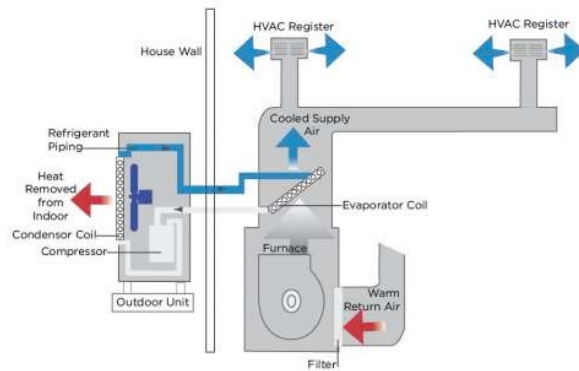 HVAC Register
HVAC Register
House Wall
Cooled Supply
Air
Refrigerant
Piping
Heat
Removed
from
Indoor
Evaporator Coil
Condensor Coil
Furnace
Compressor
Warm
Return Air
Outdoor Unit
Filter